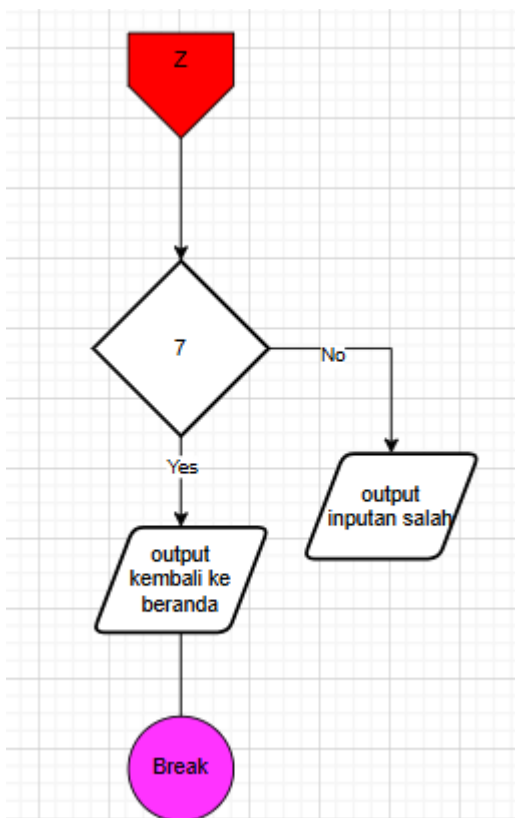 Z
7
No
Yes
output
inputan salah
output
kembali ke
beranda
Break